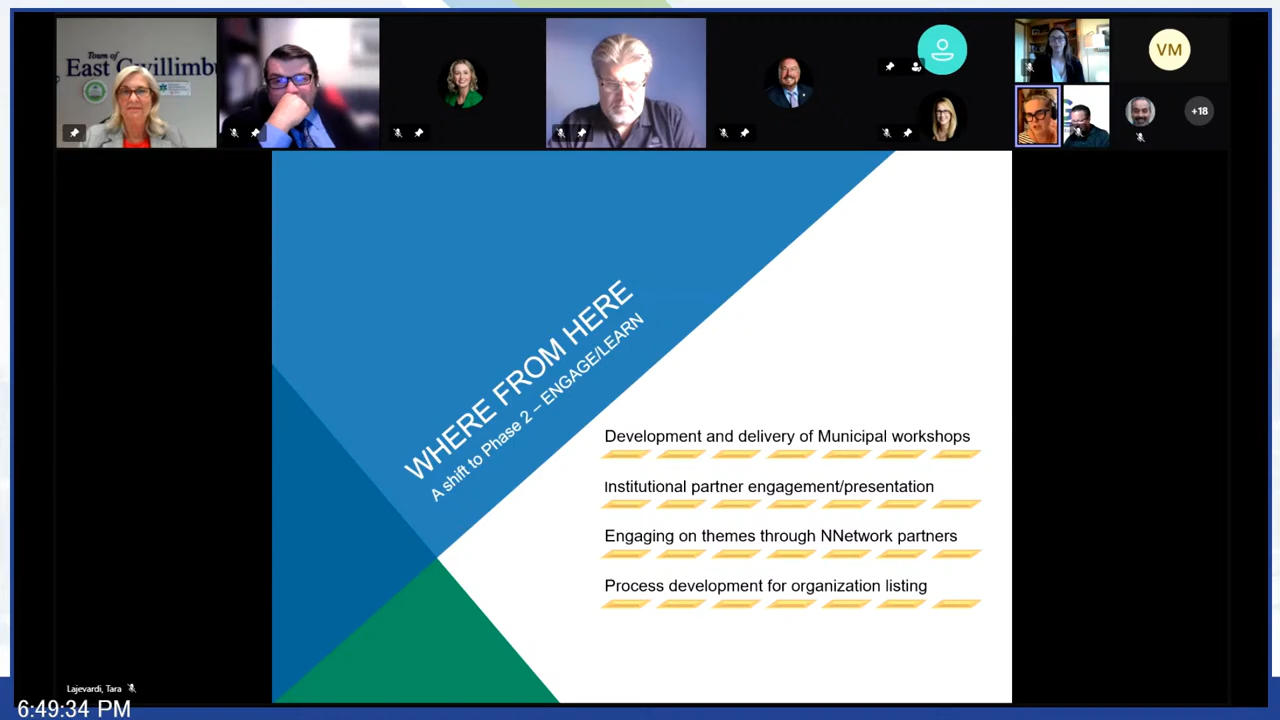 Town of
East Gwillimbu
VM
+18
WHERE FROM HERE
A shift to Phase 2 – ENGAGE/LEARN
Development and delivery of Municipal workshops
Institutional partner engagement/presentation
Engaging on themes through NNetwork partners
Process development for organization listing
Lajevardi, Tara
6:49:34 PM